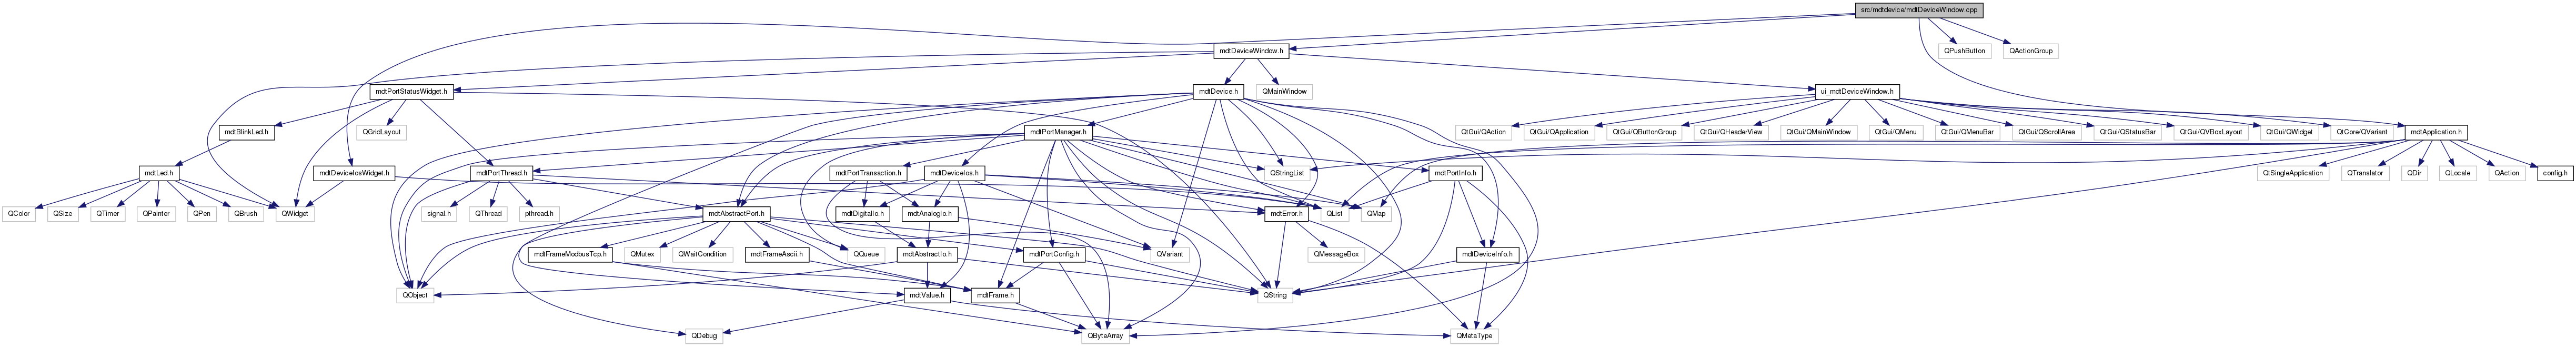 src/mdtdevice/mdtDeviceWindow.cpp
mdtDeviceWindow.h
QPushButton
QActionGroup
mdtPortStatusWidget.h
mdtDevice.h
QMainWindow
ui_mdtDeviceWindow.h
mdtBlinkLed.h
QGridLayout
mdtPortManager.h
QtGui/QAction
QtGui/QApplication
QtGui/QButtonGroup
QtGui/QHeaderView
QtGui/QMainWindow
QtGui/QMenu
QtGui/QMenuBar
QtGui/QScrollArea
QtGui/QStatusBar
QtGui/QVBoxLayout
QtGui/QWidget
QtCore/QVariant
mdtApplication.h
mdtLed.h
mdtDeviceIosWidget.h
mdtPortThread.h
mdtPortTransaction.h
mdtDeviceIos.h
QStringList
mdtPortInfo.h
QtSingleApplication
QTranslator
QDir
QLocale
QAction
config.h
QColor
QSize
QTimer
QPainter
QPen
QBrush
QWidget
signal.h
QThread
pthread.h
mdtAbstractPort.h
mdtDigitalIo.h
mdtAnalogIo.h
mdtError.h
QList
QMap
mdtFrameModbusTcp.h
QMutex
QWaitCondition
mdtFrameAscii.h
QQueue
mdtAbstractIo.h
mdtPortConfig.h
QVariant
QMessageBox
mdtDeviceInfo.h
QObject
mdtValue.h
mdtFrame.h
QString
QDebug
QByteArray
QMetaType